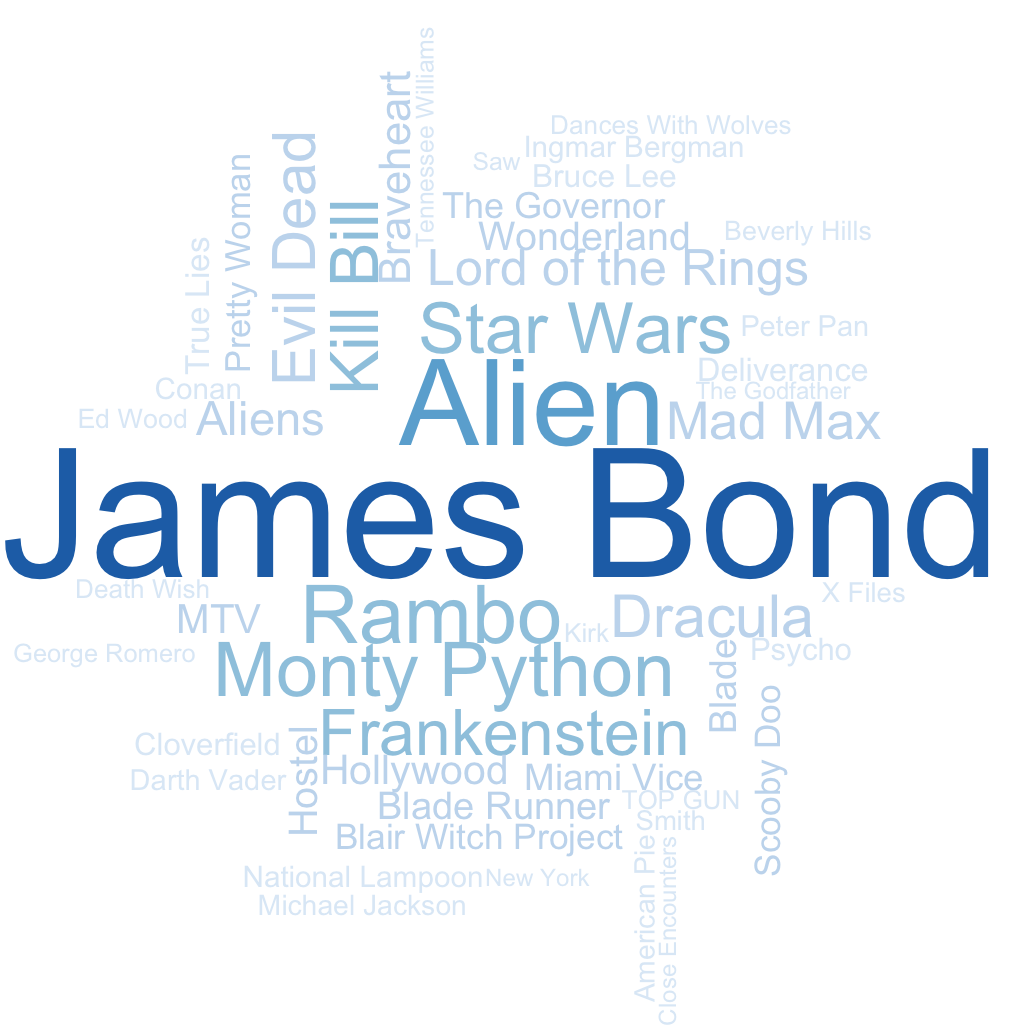 Tennessee Williams
Braveheart
Dances With Wolves
Ingmar Bergman
Saw
Bruce Lee
Evil Dead
Pretty Woman
Kill Bill
The Governor
Wonderland
Beverly Hills
True Lies
Lord of the Rings
Star Wars
Peter Pan
Deliverance
Conan
The Godfather
Ed Wood
Aliens
Alien
Mad Max
James Bond
Death Wish
X Files
MTV
Rambo
Kirk
Dracula
George Romero
Monty Python
Blade
Psycho
Scooby Doo
Frankenstein
Cloverfield
Hostel
Hollywood
Miami Vice
Darth Vader
Blade Runner
TOP GUN
Smith
Blair Witch Project
National Lampoon
New York
American Pie
Close Encounters
Michael Jackson